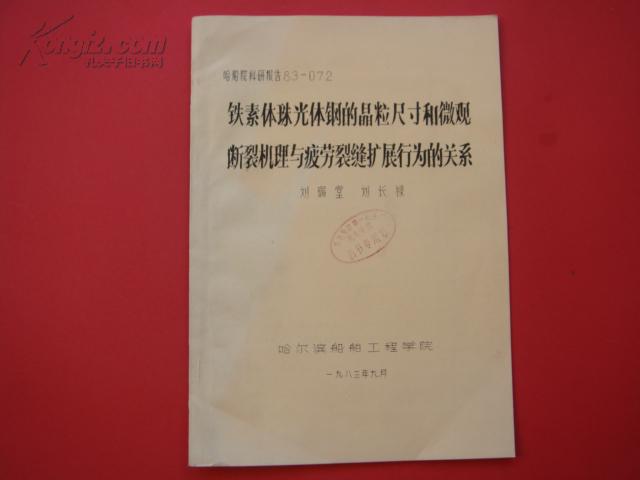 Kongfz.com
孔夫子旧书网
哈船院科研报告83-072
铁素体珠光体钢的晶粒尺寸和微观
断裂机理与疲劳裂缝扩展行为的关系
刘 堂 刘长禄
哈尔滨船舶工程学院
一九八三年九月